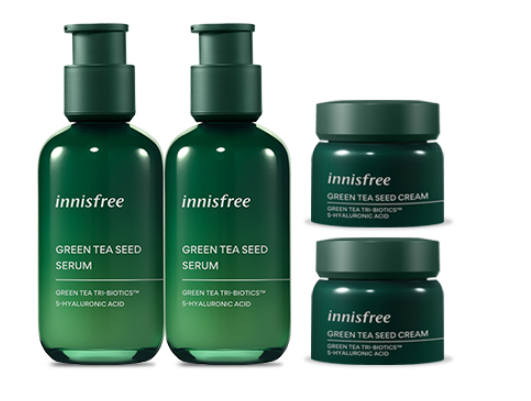 innisfree
GREEN TEA SEED
SERUM
GREEN TEA TRI-BIOTICS™
5-HYALURONIC ACID
innisfree
GREEN TEA SEED
SERUM
GREEN TEA TRI-BIOTICS™
5-HYALURONIC ACID
innisfree
GREEN TEA SEED CREAM
GREEN TEA TRI-BIOTICS™
5-HYALURONIC ACID
innisfree
GREEN TEA SEED CREAM
GREEN TEA TRI-BIOTICS™
5-HYALURONIC ACID